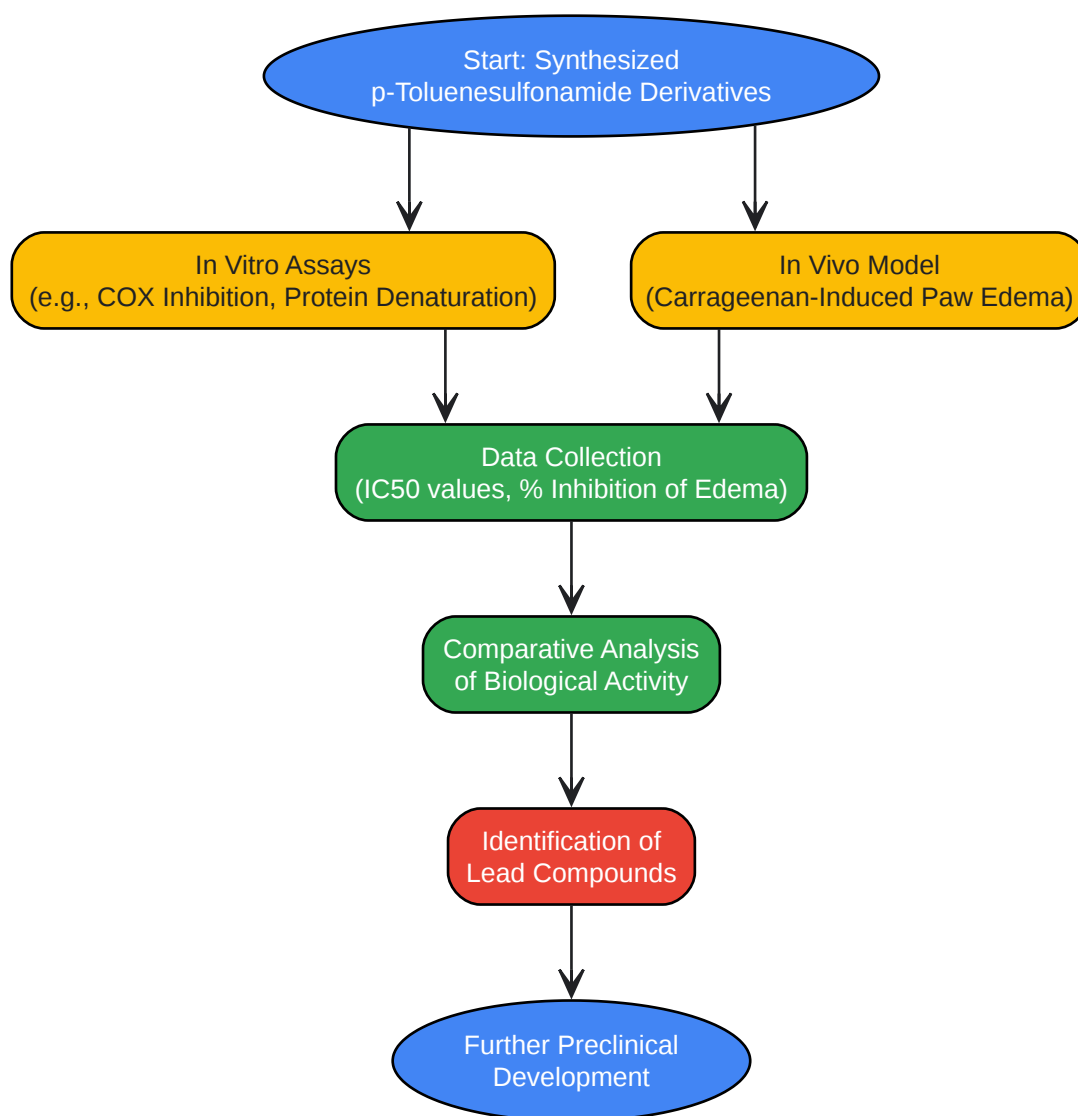 Start: Synthesized
p-Toluenesulfonamide Derivatives
In Vitro Assays
(e.g., COX Inhibition, Protein Denaturation)
In Vivo Model
(Carrageenan-Induced Paw Edema)
Data Collection
(IC50 values, % Inhibition of Edema)
Comparative Analysis
of Biological Activity
Identification of
Lead Compounds
Further Preclinical
Development